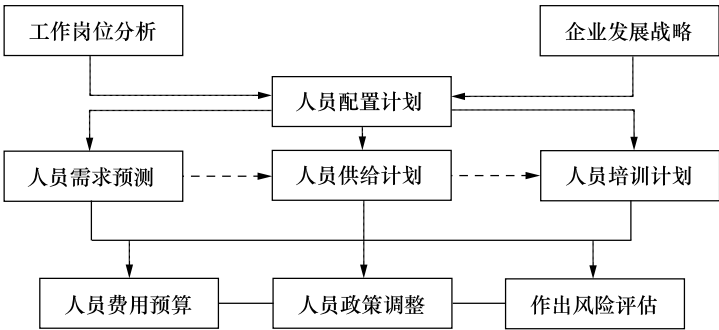 工作岗位分析
企业发展战略
人员配置计划
人员需求预测
人员供给计划
人员培训计划
人员费用预算
人员政策调整
作出风险评估